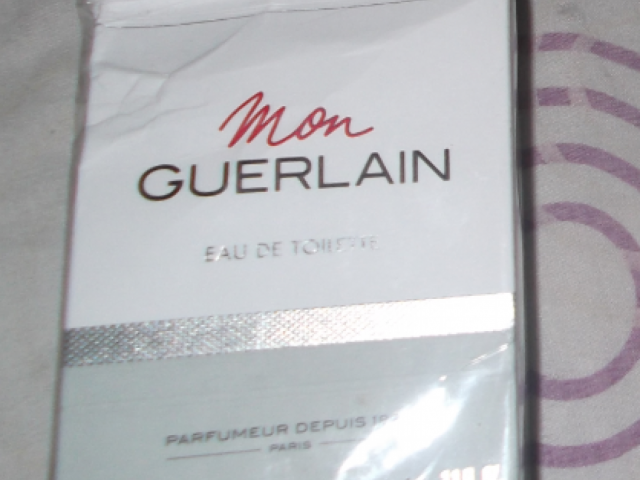 Mon
GUERLAIN
EAU DE TOILETTE
PARFUMEUR DEPUIS
PARIS